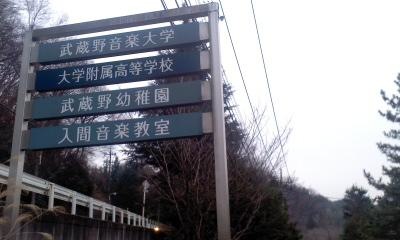 武蔵野音楽大学
大学附属高等学校
武蔵野幼稚園
入間音楽教室